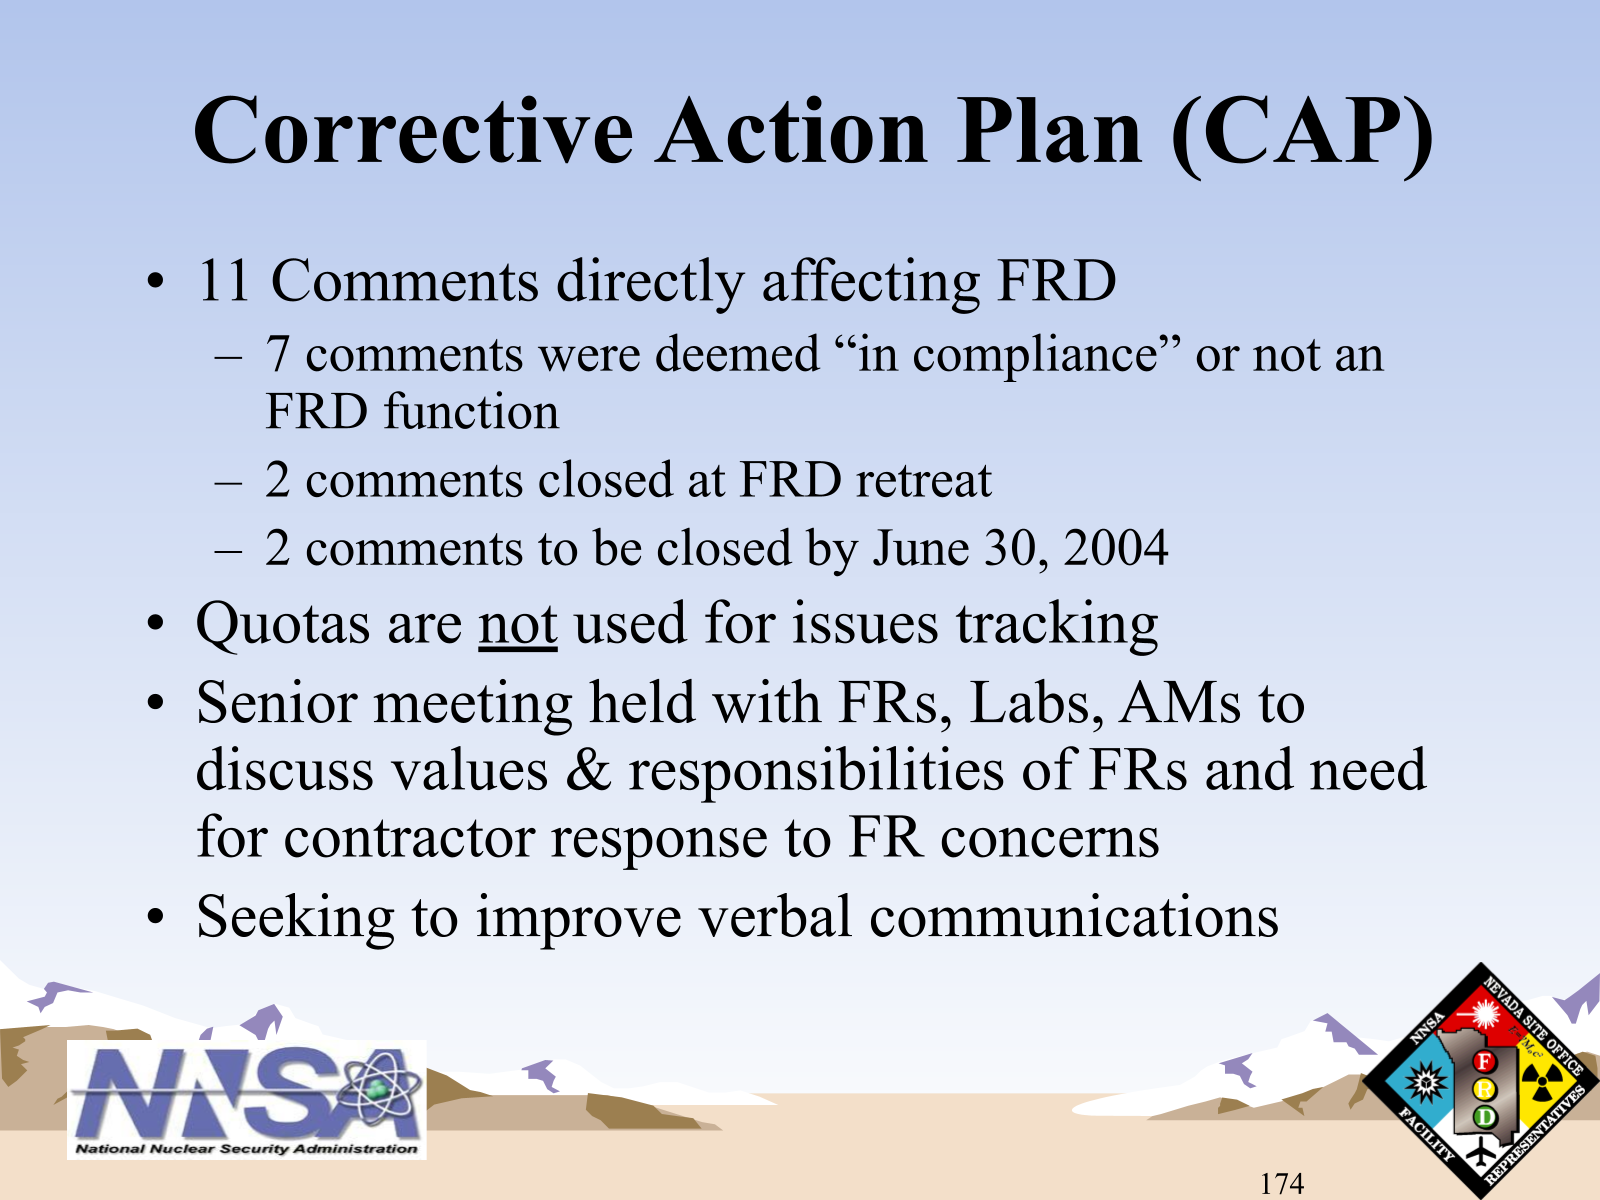 Corrective Action Plan (CAP)
• 11 Comments directly affecting FRD
– 7 comments were deemed “in compliance” or not an
FRD function
– 2 comments closed at FRD retreat
– 2 comments to be closed by June 30, 2004
• Quotas are not used for issues tracking
• Senior meeting held with FRs, Labs, AMs to
discuss values & responsibilities of FRs and need
for contractor response to FR concerns
• Seeking to improve verbal communications
NNSA
National Nuclear Security Administration
NNSA
NEVADA SITE OFFICE
FACILITY
REPRESENTATIVES
F
R
D
174